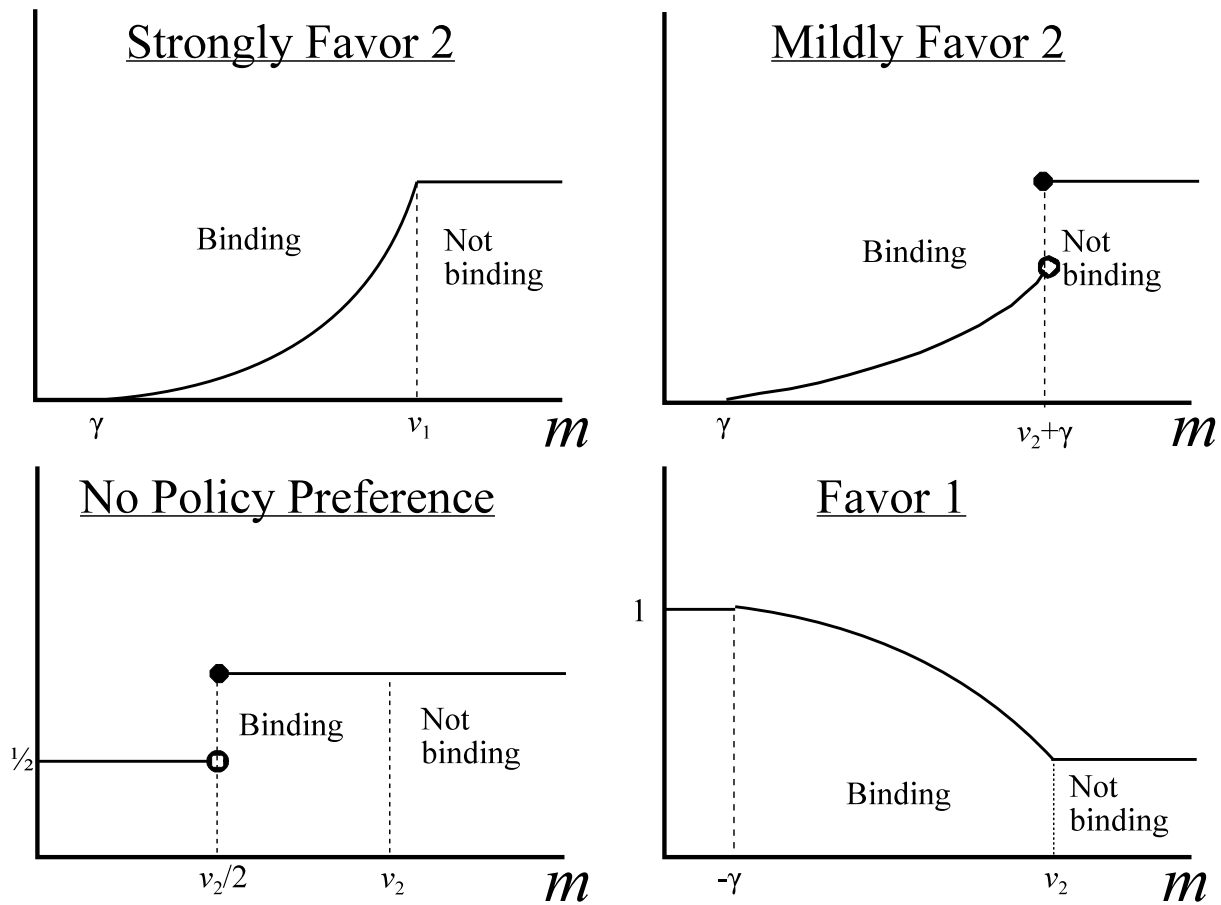 Strongly Favor 2
Binding
Not
binding
γ
v₁
m
Mildly Favor 2
Binding
Not
binding
γ
v₂+γ
m
No Policy Preference
½
Binding
Not
binding
v₂/2
v₂
m
Favor 1
1
Binding
Not
binding
-γ
v₂
m